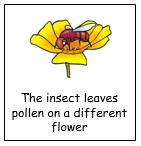 The insect leaves
pollen on a different
flower